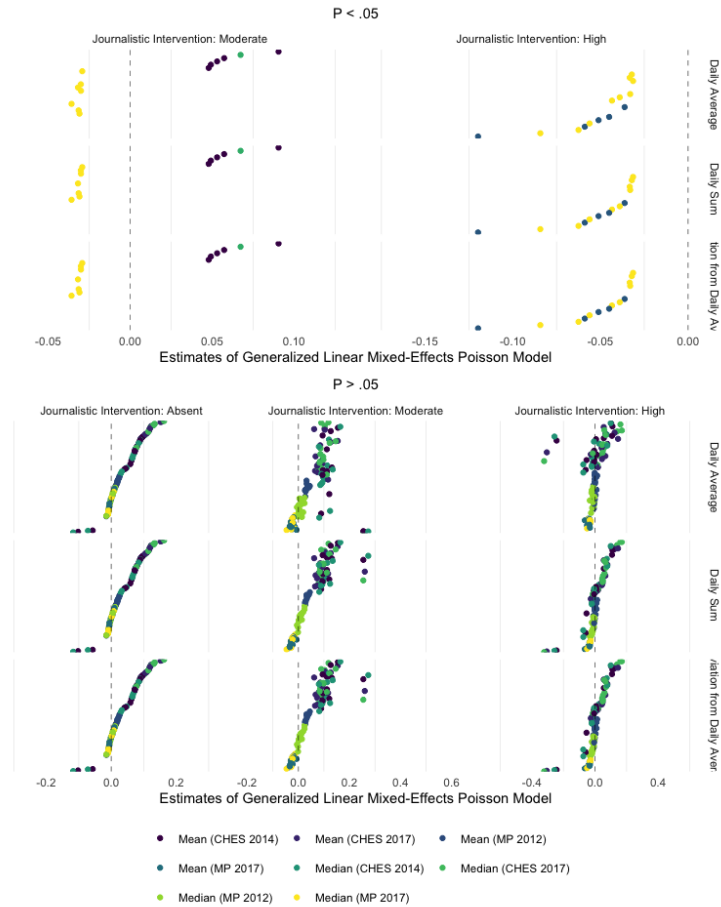 P < .05
Journalistic Intervention: Moderate
Journalistic Intervention: High
Daily Average
Daily Sum
tion from Daily Av
-0.05 0.00 0.05 0.10 -0.15 -0.10 -0.05 0.00
Estimates of Generalized Linear Mixed-Effects Poisson Model
P > .05
Journalistic Intervention: Absent
Journalistic Intervention: Moderate
Journalistic Intervention: High
Daily Average
Daily Sum
riation from Daily Aver
-0.2 0.0 0.2 -0.2 0.0 0.2 0.4 0.6 -0.4 0.0 0.4
Estimates of Generalized Linear Mixed-Effects Poisson Model
Mean (CHES 2014) Mean (CHES 2017) Mean (MP 2012)
Mean (MP 2017) Median (CHES 2014) Median (CHES 2017)
Median (MP 2012) Median (MP 2017)